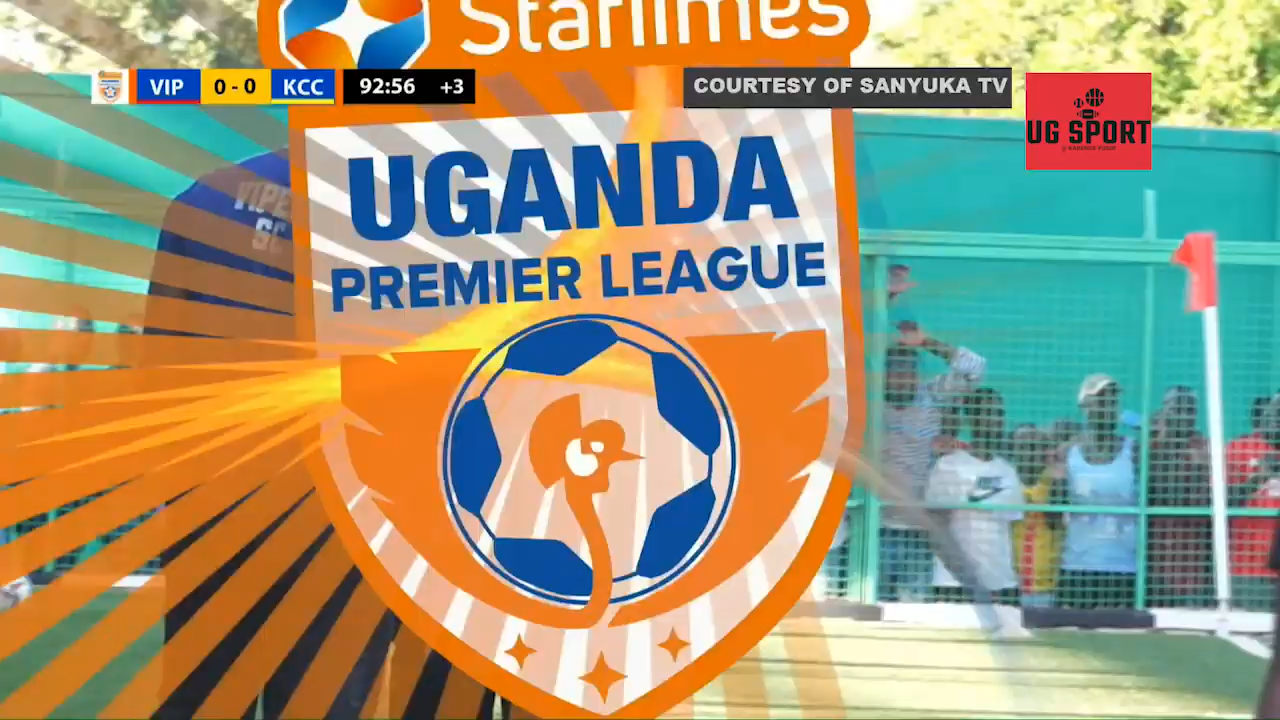 StarTimes
VIP 0 - 0 KCC 92:56 +3
COURTESY OF SANYUKA TV
UG SPORT
UGANDA
PREMIER LEAGUE